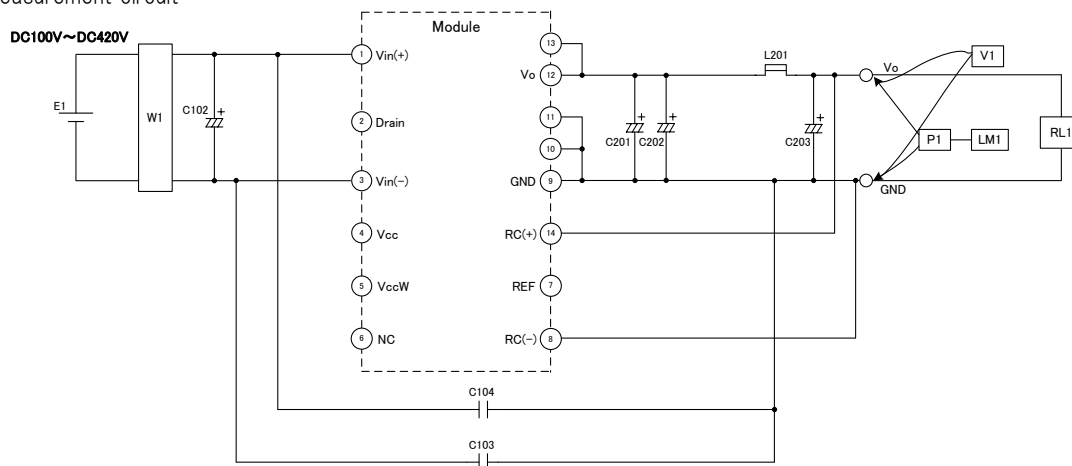 easurement circuit
DC100V～DC420V
Module
E1
W1
C102
1 Vin(+)
2 Drain
3 Vin(-)
4 Vcc
5 VccW
6 NC
13
Vo 12
11
10
GND 9
RC(+) 14
REF 7
RC(-) 8
C201
C202
L201
C203
Vo
GND
V1
P1
LM1
RL1
C104
C103